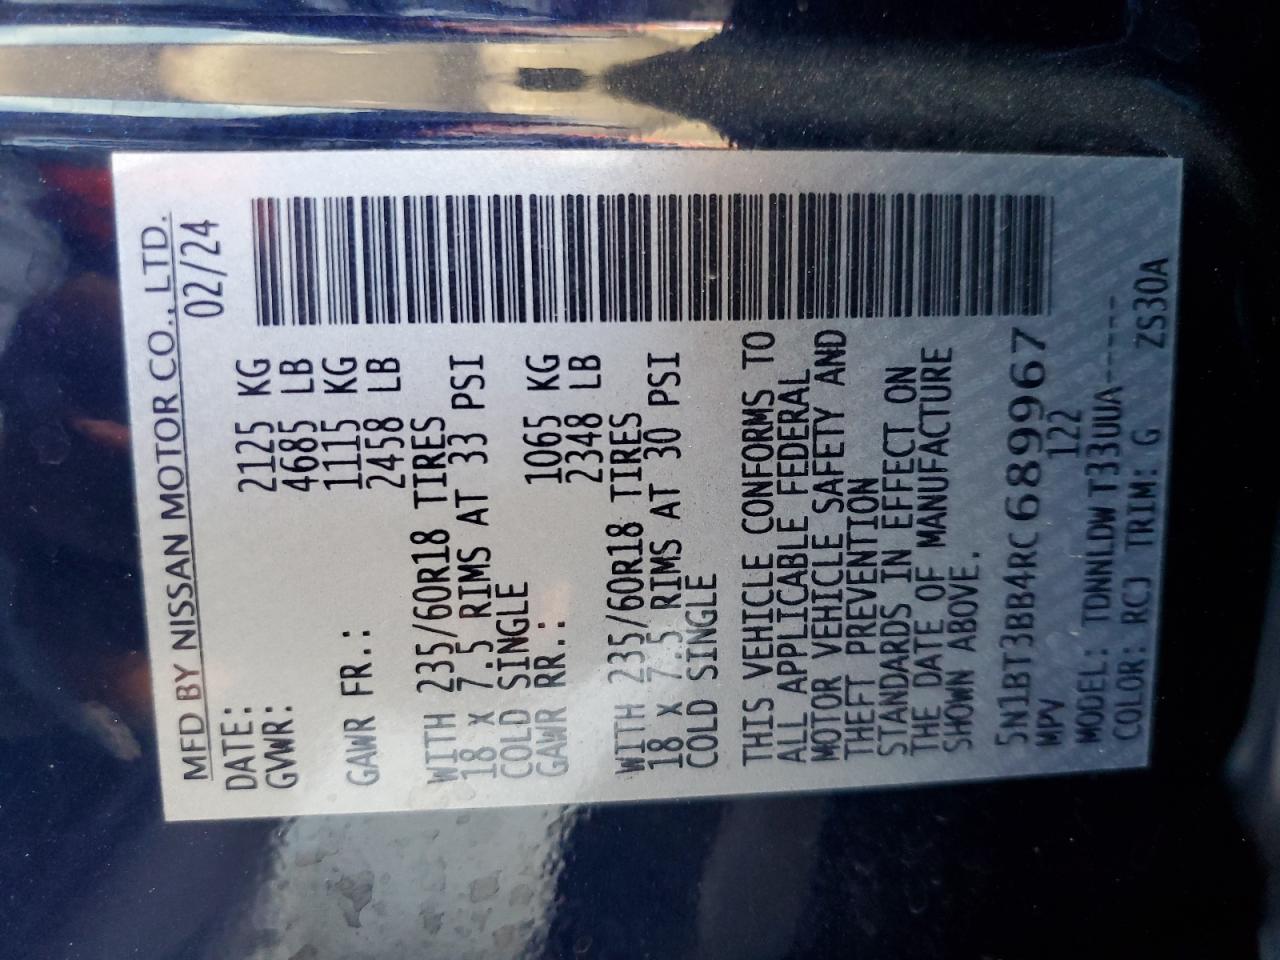 MFD BY NISSAN MOTOR CO., LTD.
DATE: 02/24
GVWR: 2125 KG
4685 LB
GAWR FR.: 1115 KG
2458 LB
WITH 235/60R18 TIRES
18 X 7.5 RIMS AT 33 PSI
COLD SINGLE
GAWR RR.: 1065 KG
2348 LB
WITH 235/60R18 TIRES
18 X 7.5 RIMS AT 30 PSI
COLD SINGLE
THIS VEHICLE CONFORMS TO
ALL APPLICABLE FEDERAL
MOTOR VEHICLE SAFETY AND
THEFT PREVENTION
STANDARDS IN EFFECT ON
THE DATE OF MANUFACTURE
SHOWN ABOVE.
5N1BT3BB4RC689967
MPV 122
MODEL: TDNNLDWT33UUA-----
COLOR: RCJ TRIM: G ZS30A